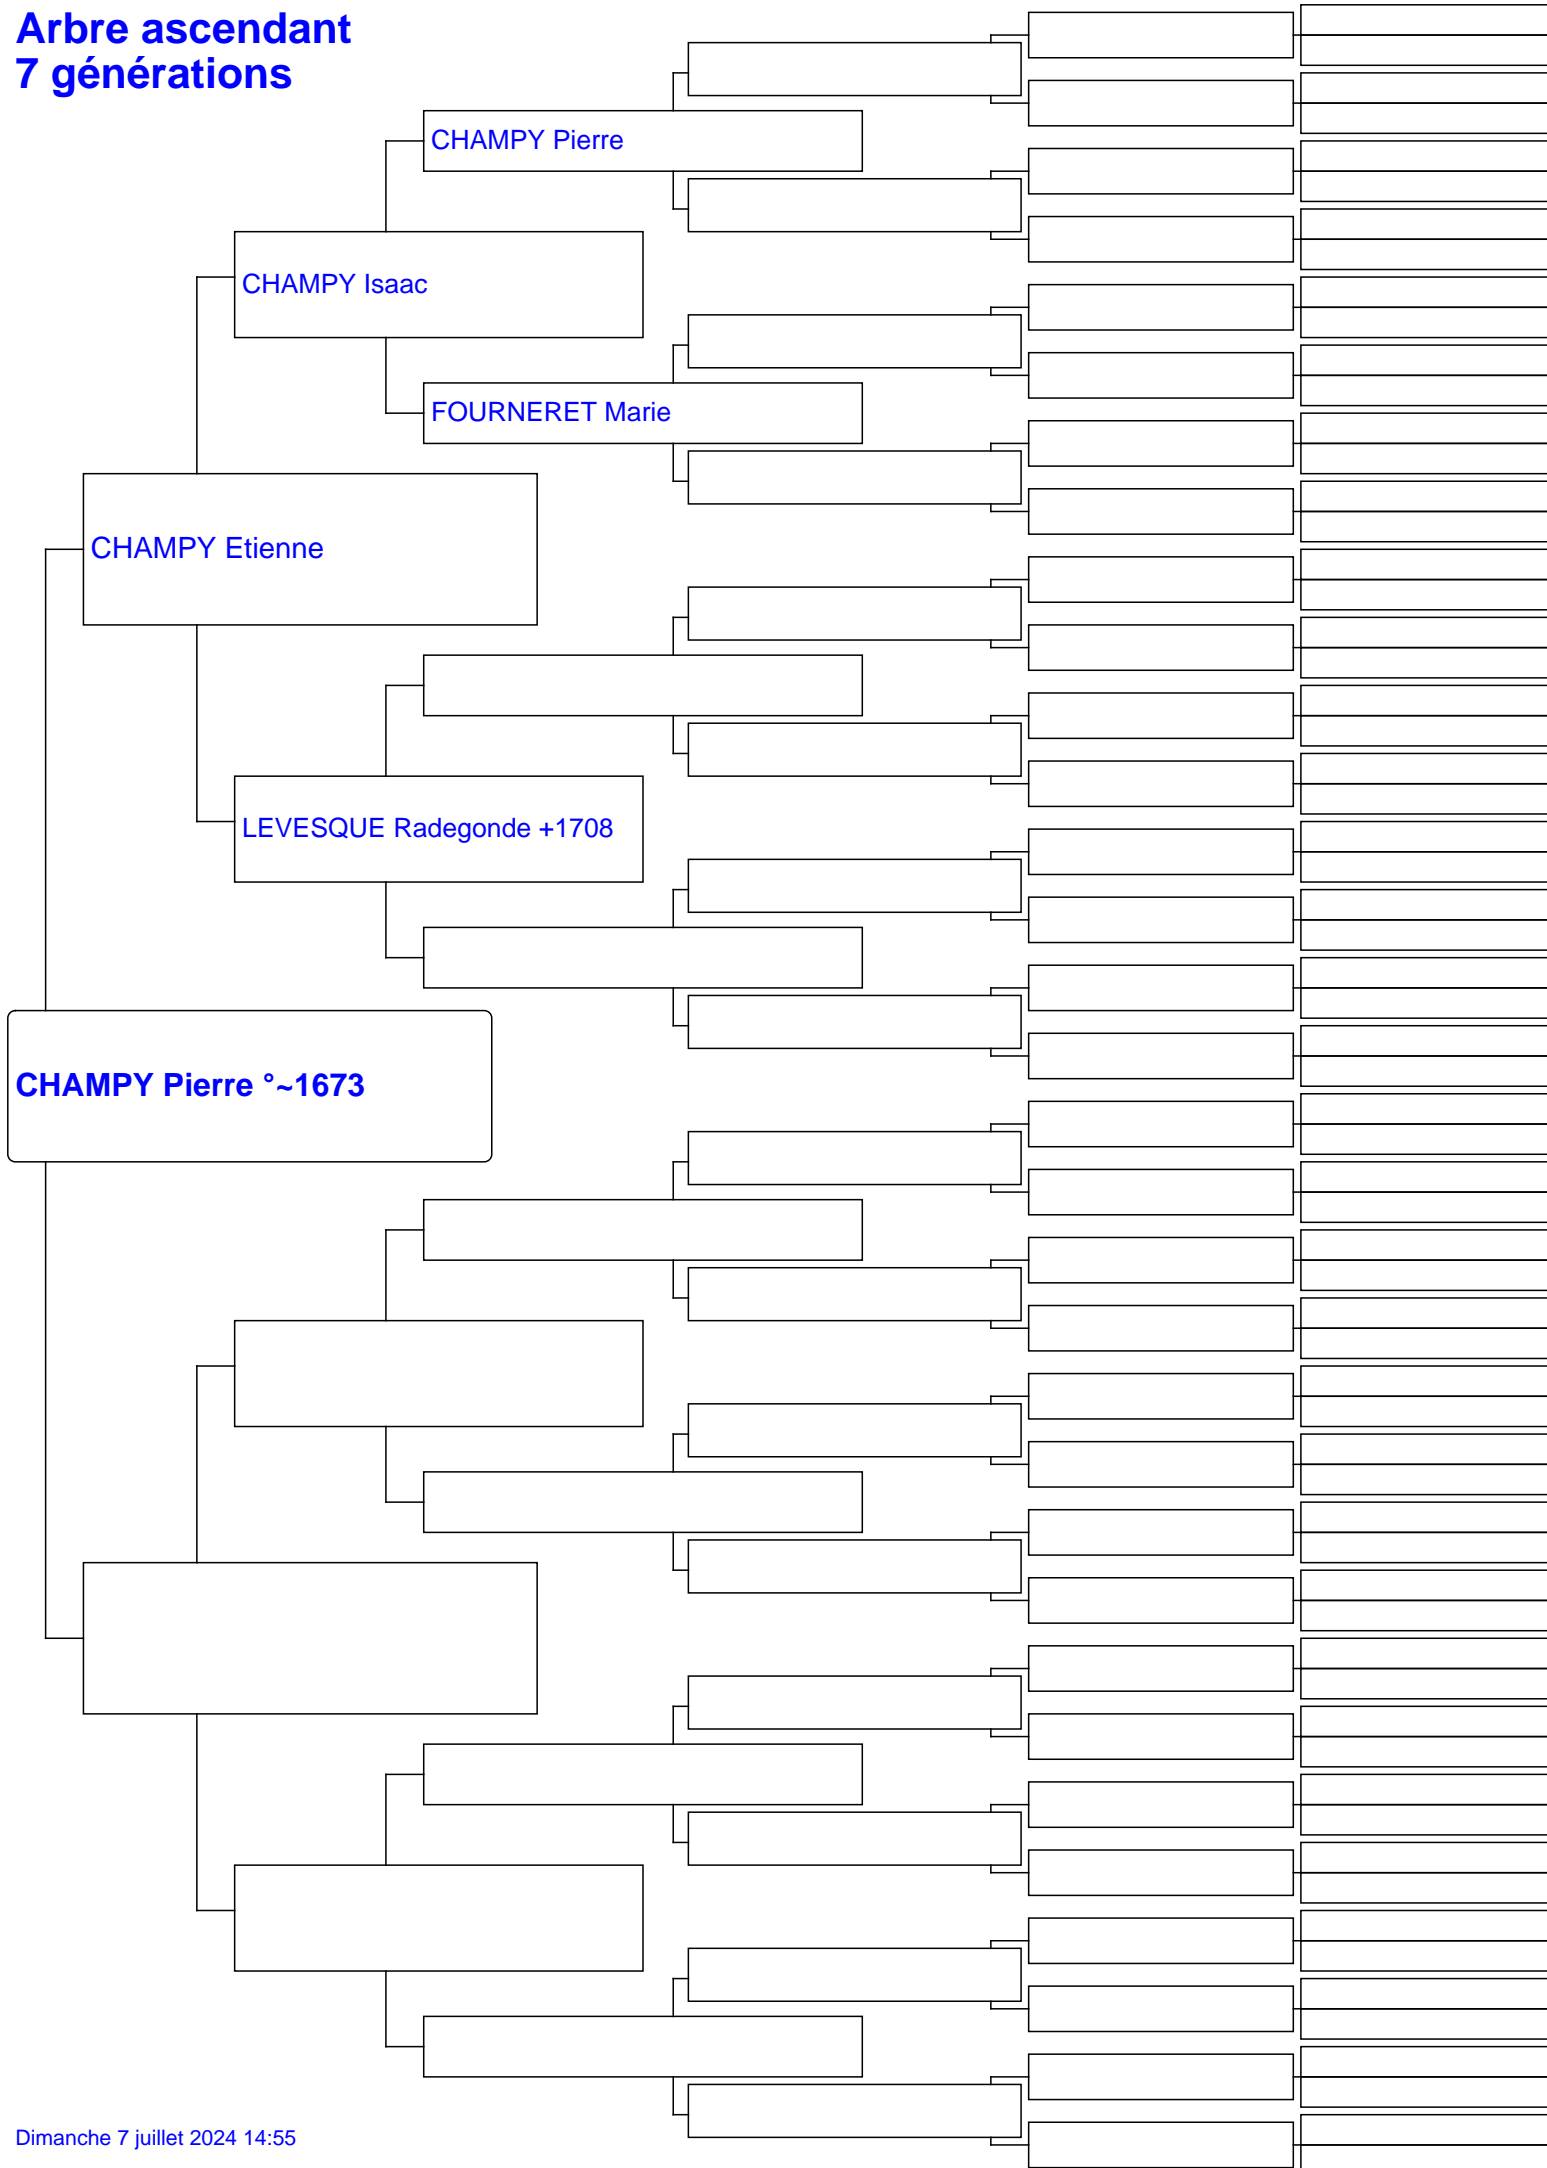 Arbre ascendant
7 générations
CHAMPY Pierre
CHAMPY Isaac
FOURNERET Marie
CHAMPY Etienne
LEVESQUE Radegonde +1708
CHAMPY Pierre °~1673
Dimanche 7 juillet 2024 14:55